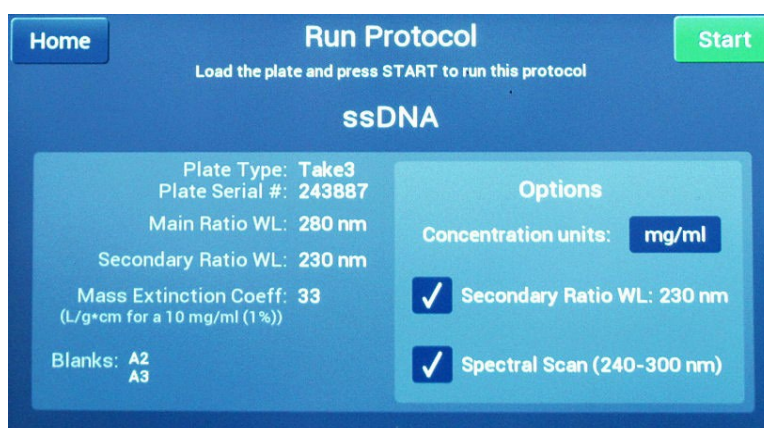 Home
Run Protocol
Start
Load the plate and press START to run this protocol
ssDNA
Plate Type: Take3
Plate Serial #: 243887
Main Ratio WL: 280 nm
Secondary Ratio WL: 230 nm
Mass Extinction Coeff: 33
(L/g*cm for a 10 mg/ml (1%))
Blanks: A2
A3
Options
Concentration units: mg/ml
Secondary Ratio WL: 230 nm
Spectral Scan (240-300 nm)